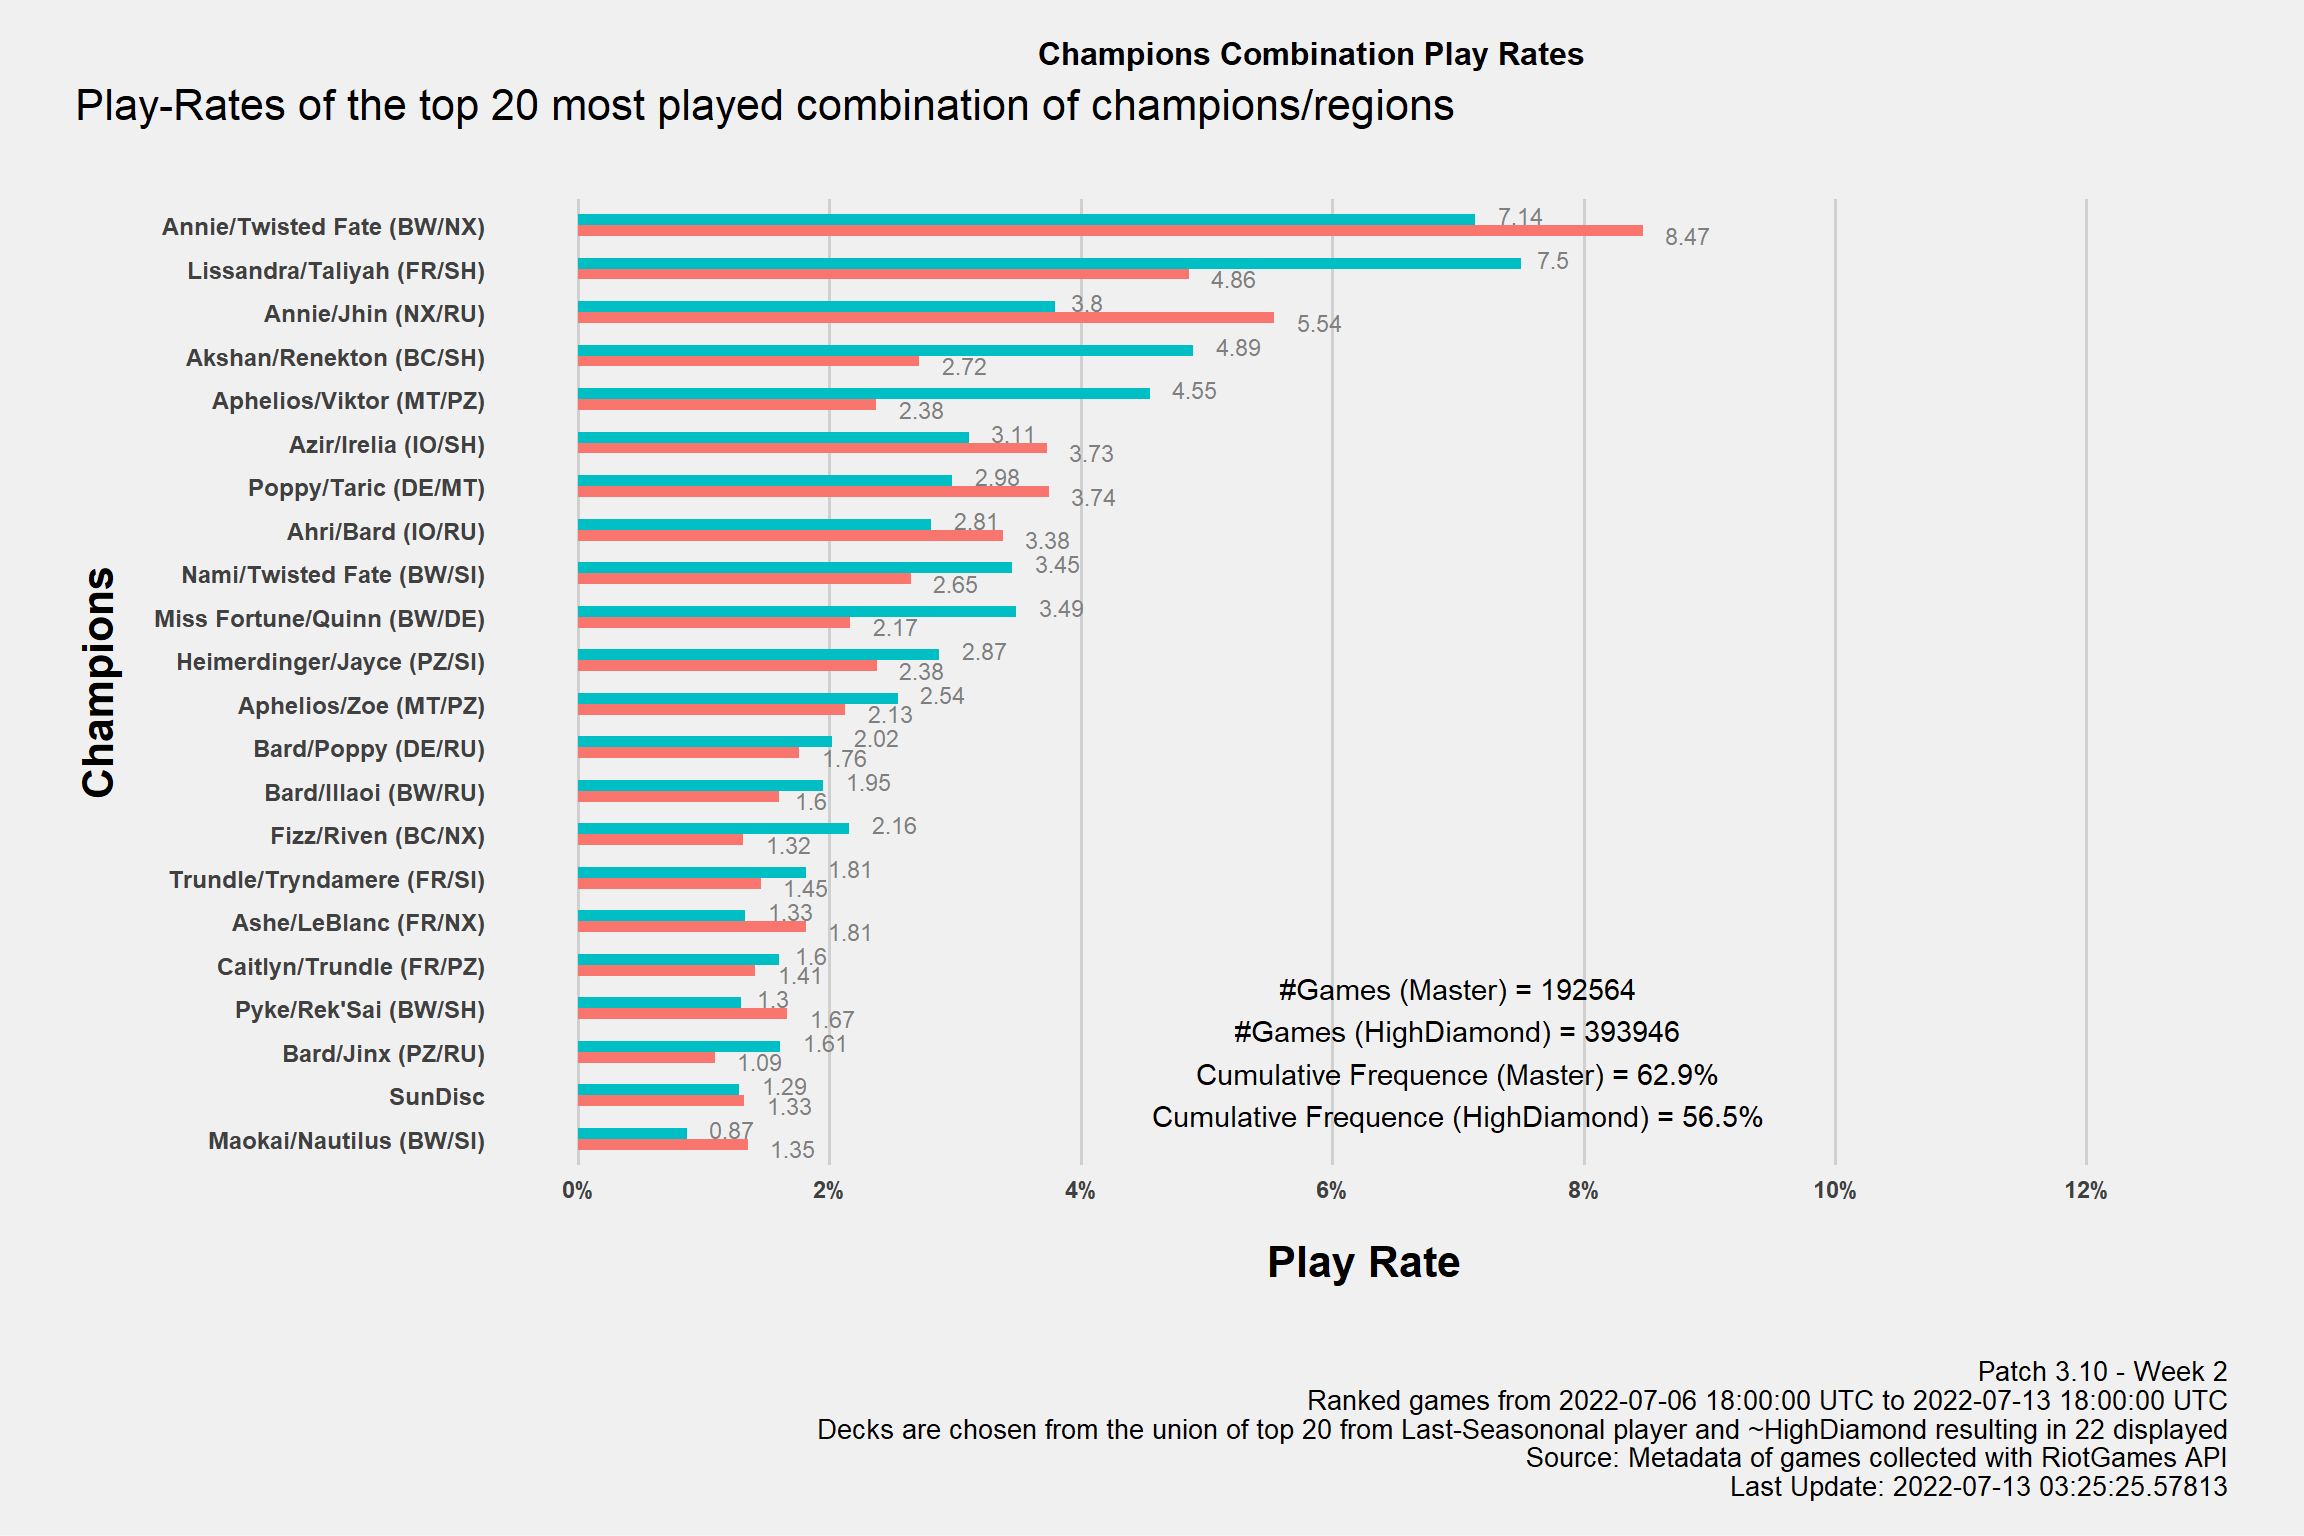 Champions Combination Play Rates
Play-Rates of the top 20 most played combination of champions/regions
Champions
Annie/Twisted Fate (BW/NX)
7.14
8.47
Lissandra/Taliyah (FR/SH)
7.5
4.86
Annie/Jhin (NX/RU)
3.8
5.54
Akshan/Renekton (BC/SH)
4.89
2.72
Aphelios/Viktor (MT/PZ)
4.55
2.38
Azir/Irelia (IO/SH)
3.11
3.73
Poppy/Taric (DE/MT)
2.98
3.74
Ahri/Bard (IO/RU)
2.81
3.38
Nami/Twisted Fate (BW/SI)
3.45
2.65
Miss Fortune/Quinn (BW/DE)
3.49
2.17
Heimerdinger/Jayce (PZ/SI)
2.87
2.38
Aphelios/Zoe (MT/PZ)
2.54
2.13
Bard/Poppy (DE/RU)
2.02
1.76
Bard/Illaoi (BW/RU)
1.95
1.6
Fizz/Riven (BC/NX)
2.16
1.32
Trundle/Tryndamere (FR/SI)
1.81
1.45
Ashe/LeBlanc (FR/NX)
1.33
1.81
Caitlyn/Trundle (FR/PZ)
1.6
1.41
Pyke/Rek'Sai (BW/SH)
1.3
1.67
Bard/Jinx (PZ/RU)
1.61
1.09
SunDisc
1.29
1.33
Maokai/Nautilus (BW/SI)
0.87
1.35
#Games (Master) = 192564
#Games (HighDiamond) = 393946
Cumulative Frequence (Master) = 62.9%
Cumulative Frequence (HighDiamond) = 56.5%
0% 2% 4% 6% 8% 10% 12%
Play Rate
Patch 3.10 - Week 2
Ranked games from 2022-07-06 18:00:00 UTC to 2022-07-13 18:00:00 UTC
Decks are chosen from the union of top 20 from Last-Seasononal player and ~HighDiamond resulting in 22 displayed
Source: Metadata of games collected with RiotGames API
Last Update: 2022-07-13 03:25:25.57813